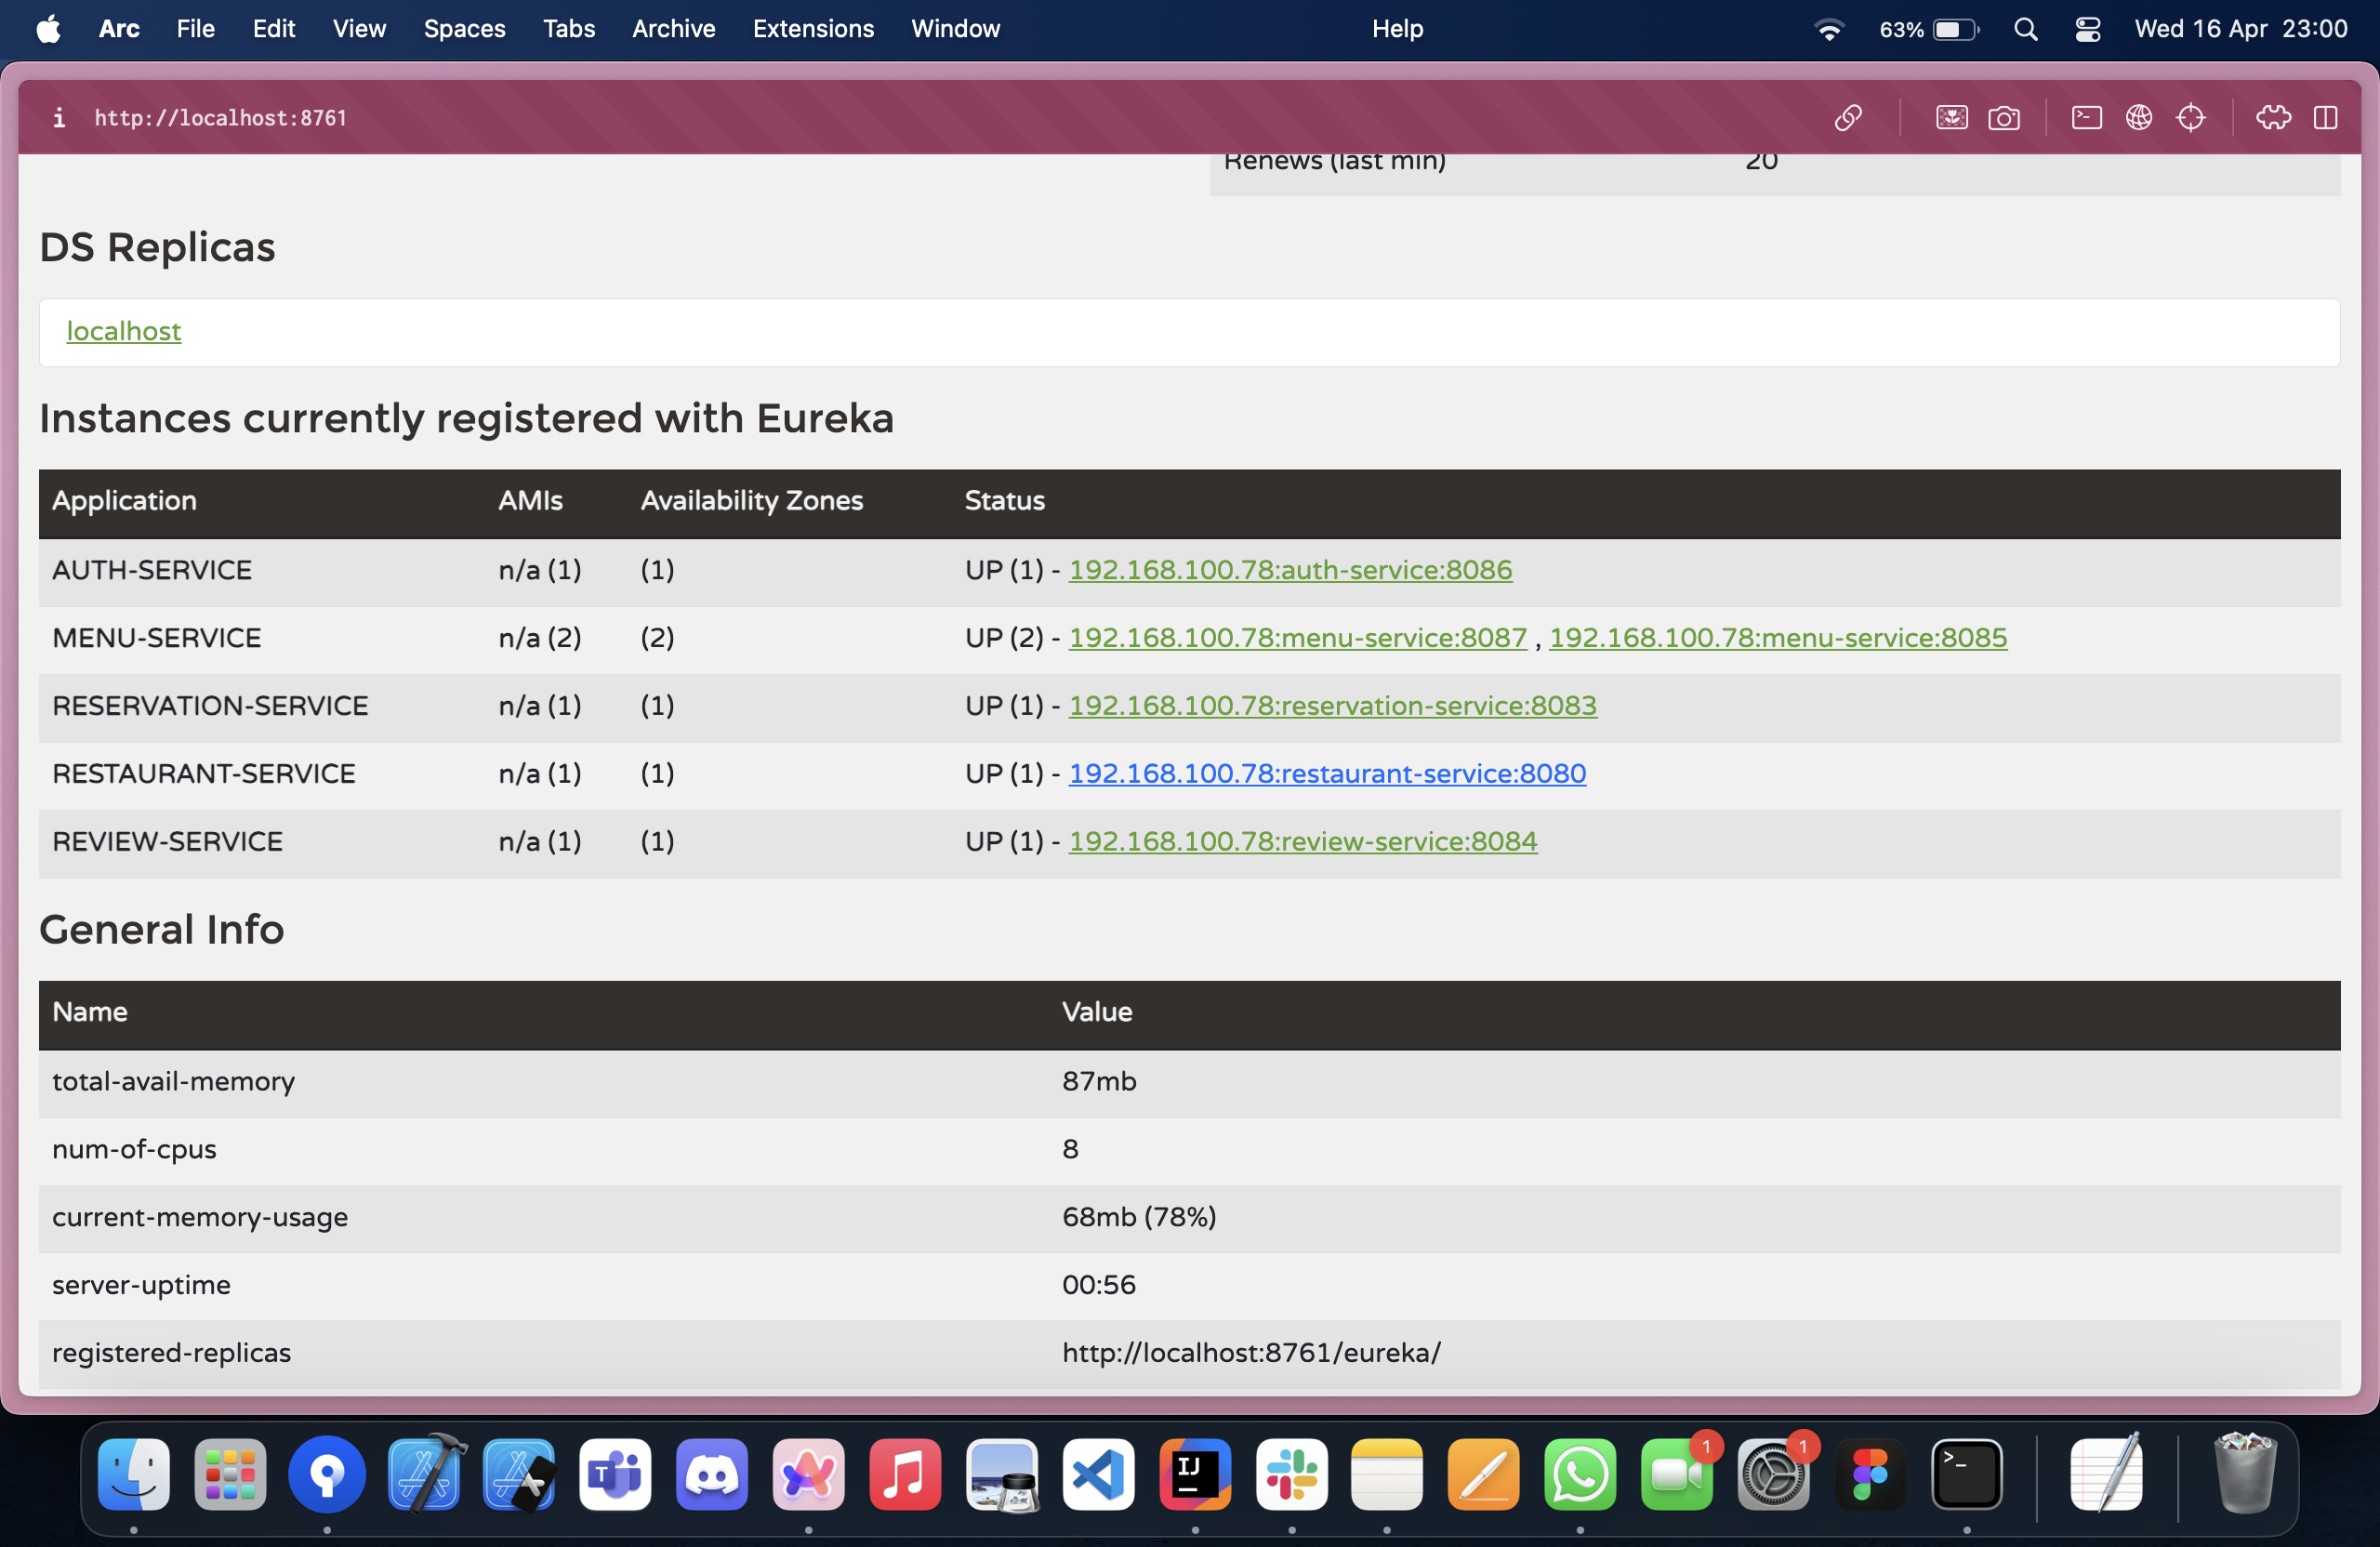 Arc File Edit View Spaces Tabs Archive Extensions Window Help 63% Wed 16 Apr 23:00
http://localhost:8761
Renews (last min) 20
DS Replicas
localhost
Instances currently registered with Eureka
Application AMIs Availability Zones Status
AUTH-SERVICE n/a (1) (1) UP (1) - 192.168.100.78:auth-service:8086
MENU-SERVICE n/a (2) (2) UP (2) - 192.168.100.78:menu-service:8087 , 192.168.100.78:menu-service:8085
RESERVATION-SERVICE n/a (1) (1) UP (1) - 192.168.100.78:reservation-service:8083
RESTAURANT-SERVICE n/a (1) (1) UP (1) - 192.168.100.78:restaurant-service:8080
REVIEW-SERVICE n/a (1) (1) UP (1) - 192.168.100.78:review-service:8084
General Info
Name Value
total-avail-memory 87mb
num-of-cpus 8
current-memory-usage 68mb (78%)
server-uptime 00:56
registered-replicas http://localhost:8761/eureka/
T IJ 1 1 >_